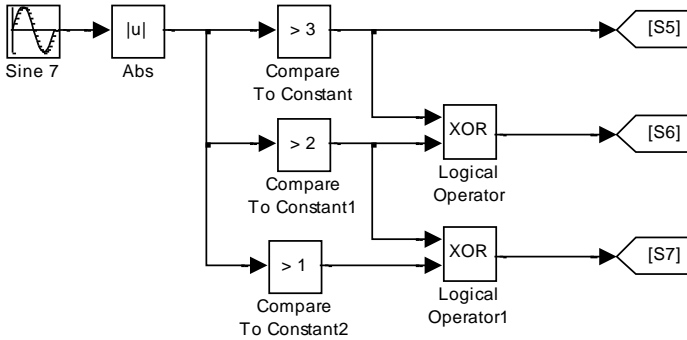 Sine 7
|u|
Abs
> 3
Compare
To Constant
[S5]
> 2
Compare
To Constant1
XOR
Logical
Operator
[S6]
> 1
Compare
To Constant2
XOR
Logical
Operator1
[S7]